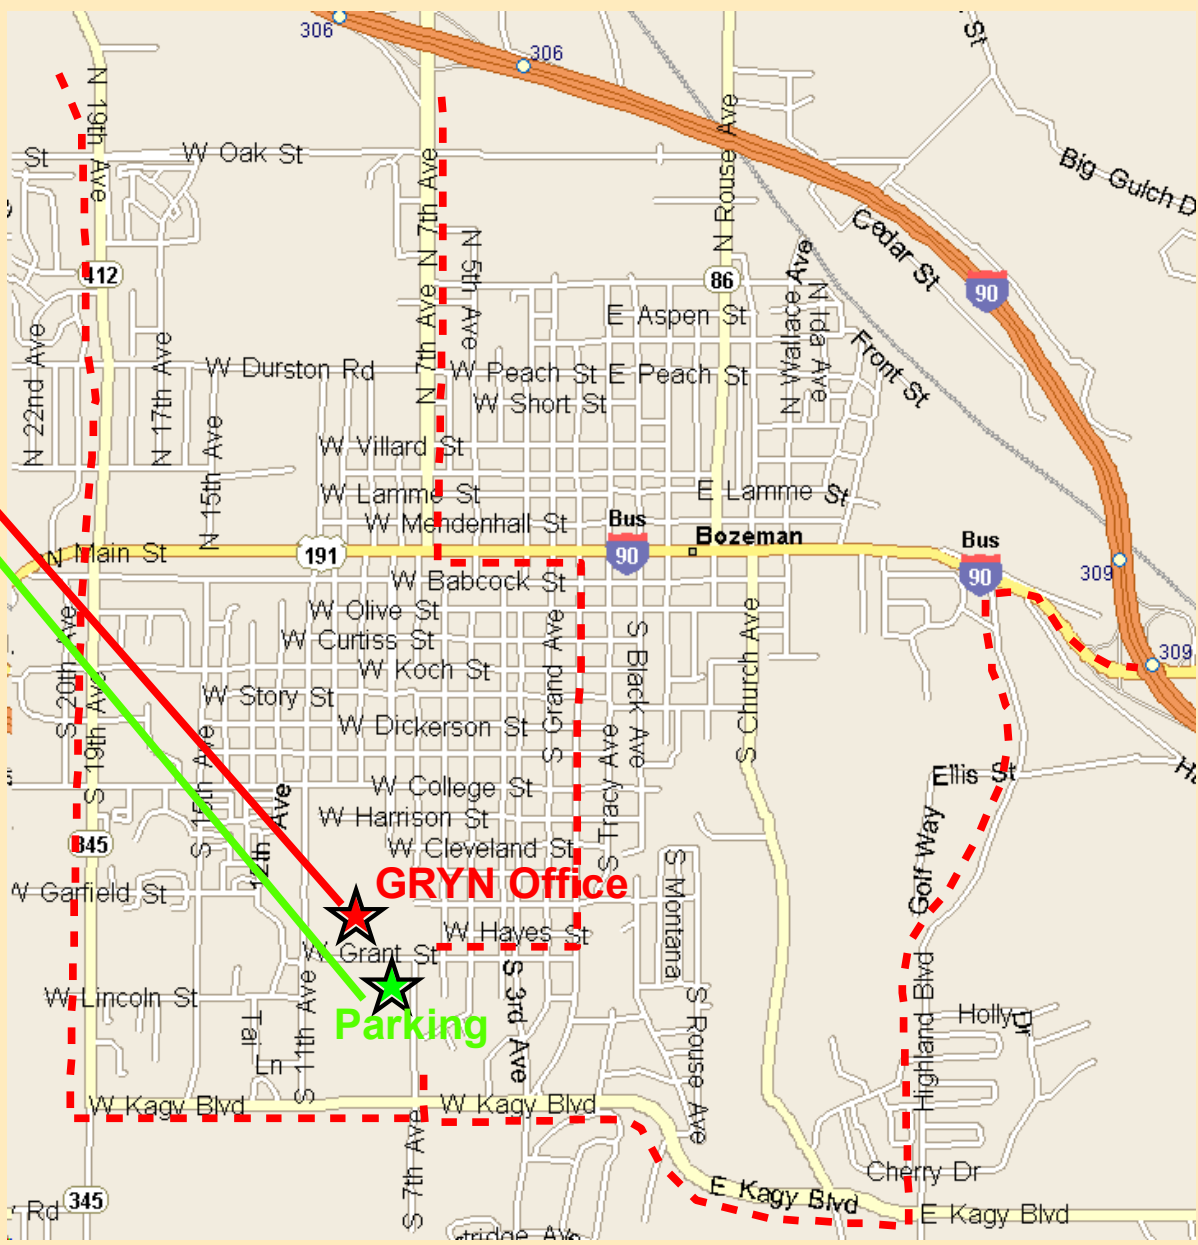 306
306
St
N 19th Ave
W Oak St
N 7th Ave
N Rouse Ave
Big Gulch D
St
412
N 5th Ave
Cedar St
86
90
N 22nd Ave
N 17th Ave
N 7th Ave
E Aspen St
N Wallace Ave
N Ida Ave
Front St
W Durston Rd
N 7th Ave
W Peach St
E Peach St
W Short St
N 15th Ave
W Villard St
W Lamme St
E Lamme St
W Mendenhall St
Bus
90
Bozeman
Bus
90
309
N Main St
191
W Babcock St
W Olive St
W Curtiss St
S 20th Ave
S Grand Ave
S Black Ave
S Church Ave
309
W Koch St
W Story St
S 19th Ave
W Dickerson St
S 15th Ave
W College St
S Tracy Ave
Ellis St
12th Ave
W Harrison St
345
W Cleveland St
Golf Way
W Garfield St
GRYN Office
S Montana
W Hayes St
W Grant St
S 3rd Ave
Highland Blvd
W Lincoln St
Parking
S 11th Ave
Tai Ln
S Rouse Ave
Holly Dr
W Kagy Blvd
W Kagy Blvd
S 7th Ave
Cherry Dr
E Kagy Blvd
E Kagy Blvd
345
Rd